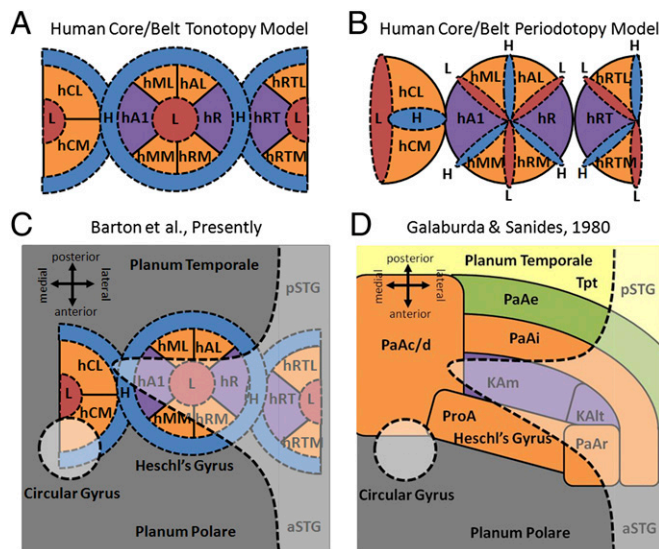 A Human Core/Belt Tonotopy Model
hCL hML hAL hRTL
L H hA1 L hR H hRT L
hCM hMM hRM hRTM
B Human Core/Belt Periodotopy Model
H H
L L L
hCL hML hAL hRTL
L H hA1 hR hRT
hCM hMM hRM hRTM
H H H
L L
C Barton et al., Presently
posterior Planum Temporale
medial lateral pSTG
anterior
hCL hML hAL hRTL
L H hA1 L hR H hRT L
hCM hMM hRM hRTM
Heschl's Gyrus
Circular Gyrus
Planum Polare aSTG
D Galaburda & Sanides, 1980
posterior Planum Temporale
medial lateral Tpt pSTG
anterior PaAe
PaAc/d PaAi
KAm
ProA KAlt
Heschl's Gyrus PaAr
Circular Gyrus
Planum Polare aSTG